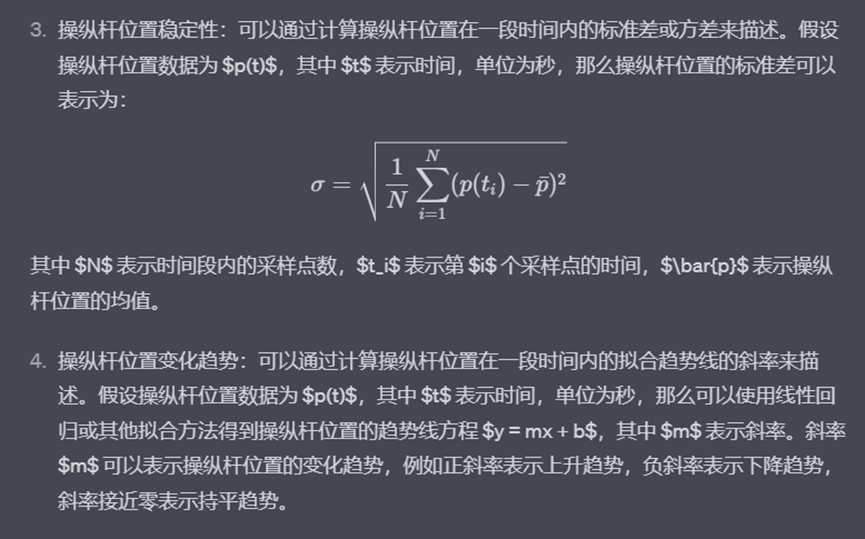 3. 操纵杆位置稳定性：可以通过计算操纵杆位置在一段时间内的标准差或方差来描述。假设
操纵杆位置数据为 $p(t)$，其中 $t$ 表示时间，单位为秒，那么操纵杆位置的标准差可以
表示为：
σ = √(1/N ∑_{i=1}^{N} (p(t_i) − p̄)²)
其中 $N$ 表示时间段内的采样点数，$t_i$ 表示第 $i$ 个采样点的时间，$\bar{p}$ 表示操纵
杆位置的均值。
4. 操纵杆位置变化趋势：可以通过计算操纵杆位置在一段时间内的拟合趋势线的斜率来描
述。假设操纵杆位置数据为 $p(t)$，其中 $t$ 表示时间，单位为秒，那么可以使用线性回
归或其他拟合方法得到操纵杆位置的趋势线方程 $y = mx + b$，其中 $m$ 表示斜率。斜率
$m$ 可以表示操纵杆位置的变化趋势，例如正斜率表示上升趋势，负斜率表示下降趋势，
斜率接近零表示持平趋势。